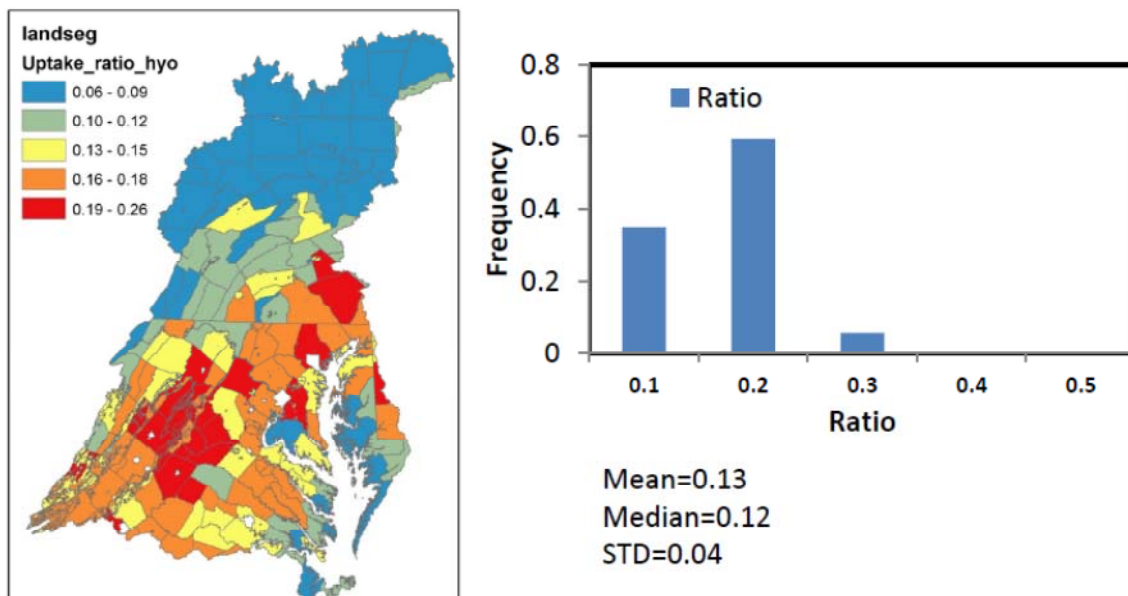 landseg
Uptake_ratio_hyo
0.06 - 0.09
0.10 - 0.12
0.13 - 0.15
0.16 - 0.18
0.19 - 0.26
0.8
0.6
0.4
0.2
0
Frequency
Ratio
0.1 0.2 0.3 0.4 0.5
Ratio
Mean=0.13
Median=0.12
STD=0.04